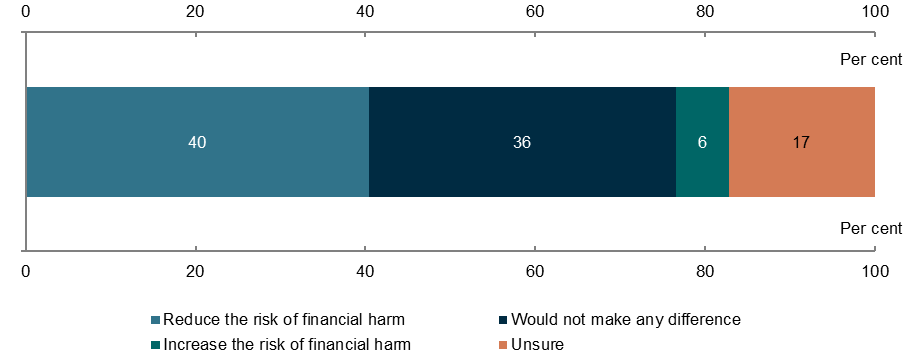 0 20 40 60 80 100
Per cent
40 36 6 17
Per cent
0 20 40 60 80 100
Reduce the risk of financial harm Would not make any difference
Increase the risk of financial harm Unsure